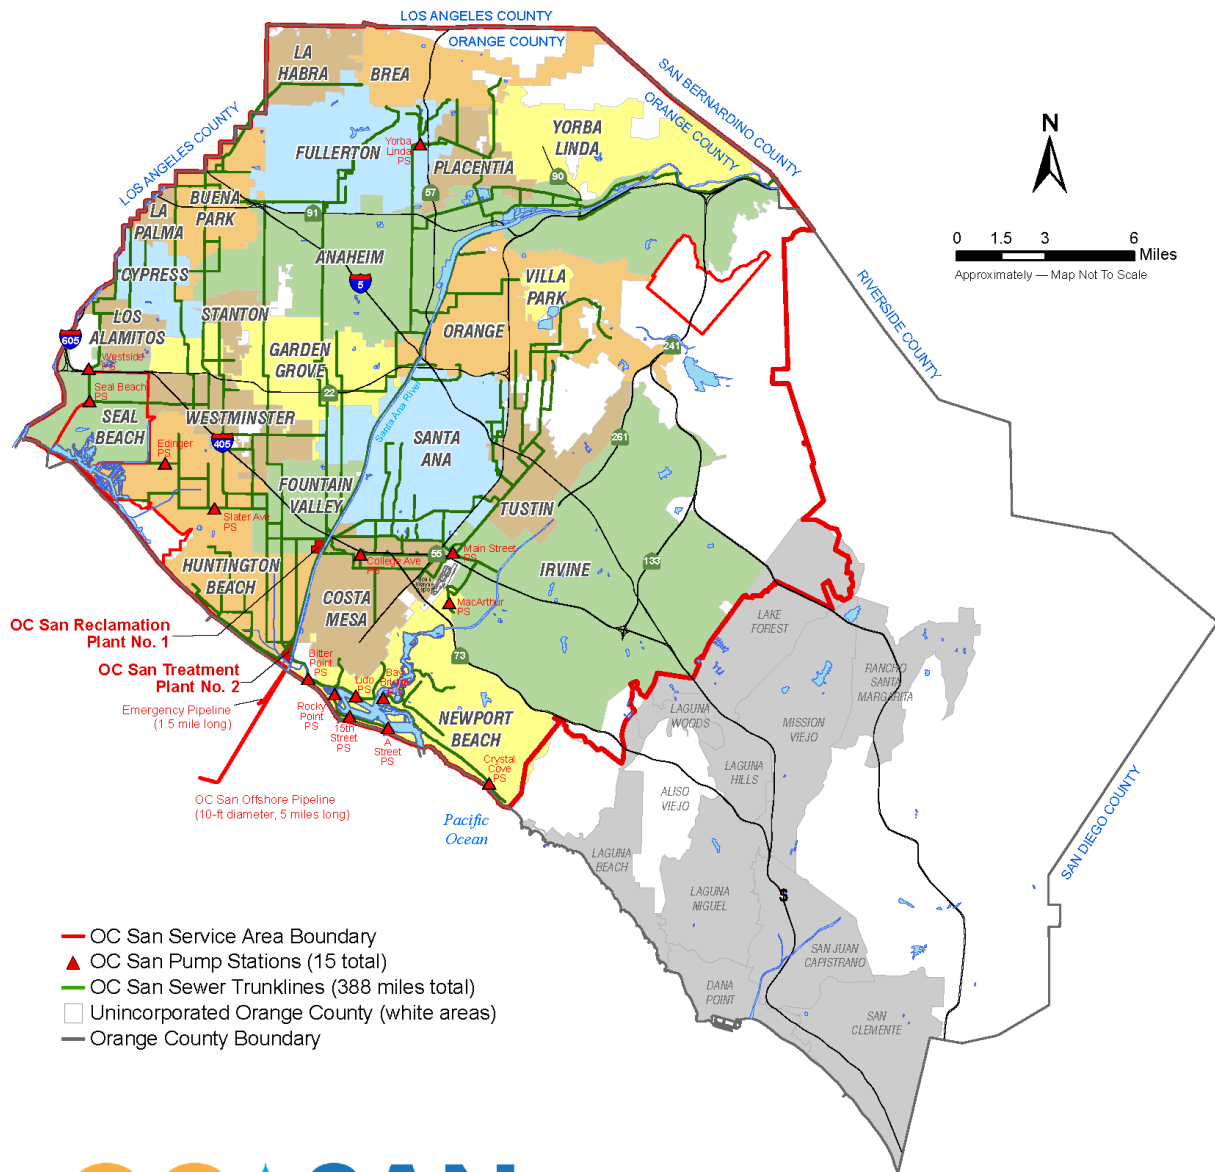 LOS ANGELES COUNTY
ORANGE COUNTY
LA
HABRA
BREA
SAN BERNARDINO COUNTY
ORANGE COUNTY
LOS ANGELES COUNTY
N
YORBA
LINDA
FULLERTON
Yorba
Linda
PS
PLACENTIA
90
57
BUENA
PARK
91
LA
PALMA
0 1.5 3 6
Miles
Approximately — Map Not To Scale
ANAHEIM
CYPRESS
5
VILLA
PARK
RIVERSIDE COUNTY
STANTON
LOS
ALAMITOS
ORANGE
605
GARDEN
GROVE
241
Westside
PS
Seal Beach
PS
22
Santa Ana River
SEAL
BEACH
WESTMINSTER
405
SANTA
ANA
261
Edinger
PS
FOUNTAIN
VALLEY
TUSTIN
Slater Ave
PS
HUNTINGTON
BEACH
College Ave
PS
55
Main Street
PS
133
IRVINE
COSTA
MESA
MacArthur
PS
LAKE
FOREST
OC San Reclamation
Plant No. 1
73
OC San Treatment
Plant No. 2
Bitter
Point
PS
Lido
PS
Bay
Bridge
RANCHO
SANTA
MARGARITA
Emergency Pipeline
(1.5 mile long)
Rocky
Point
PS
15th
Street
PS
A
Street
PS
NEWPORT
BEACH
LAGUNA
WOODS
MISSION
VIEJO
Crystal
Cove
PS
LAGUNA
HILLS
ALISO
VIEJO
OC San Offshore Pipeline
(10-ft diameter, 5 miles long)
Pacific
Ocean
SAN DIEGO COUNTY
LAGUNA
BEACH
LAGUNA
NIGUEL
5
SAN JUAN
CAPISTRANO
DANA
POINT
SAN
CLEMENTE
OC San Service Area Boundary
OC San Pump Stations (15 total)
OC San Sewer Trunklines (388 miles total)
Unincorporated Orange County (white areas)
Orange County Boundary